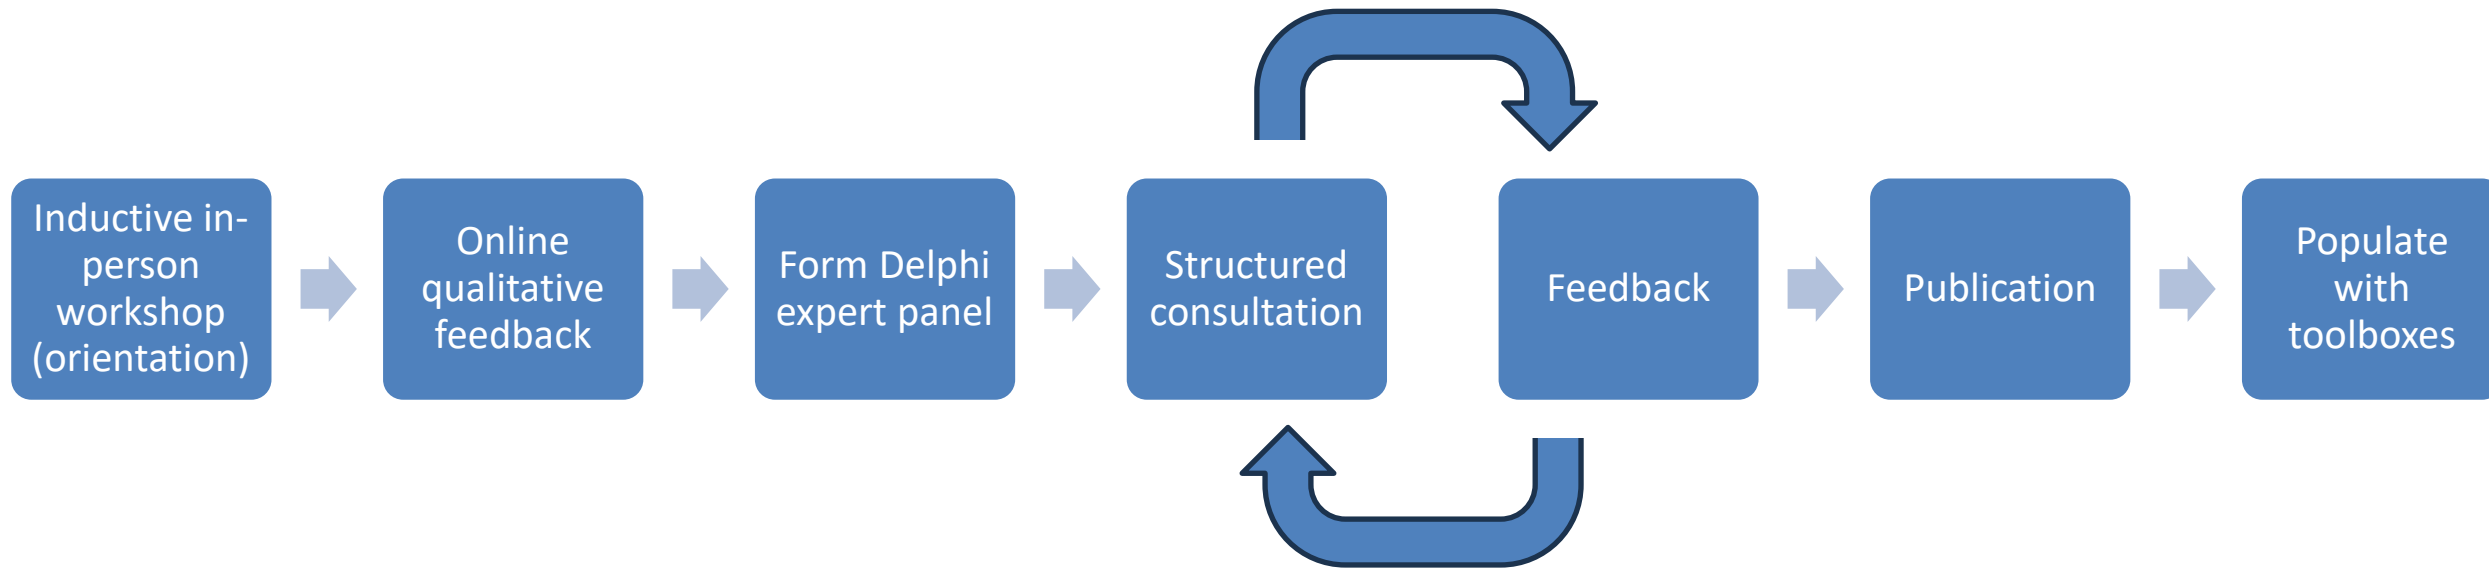 Inductive in-
person
workshop
(orientation)
Online
qualitative
feedback
Form Delphi
expert panel
Structured
consultation
Feedback
Publication
Populate
with
toolboxes